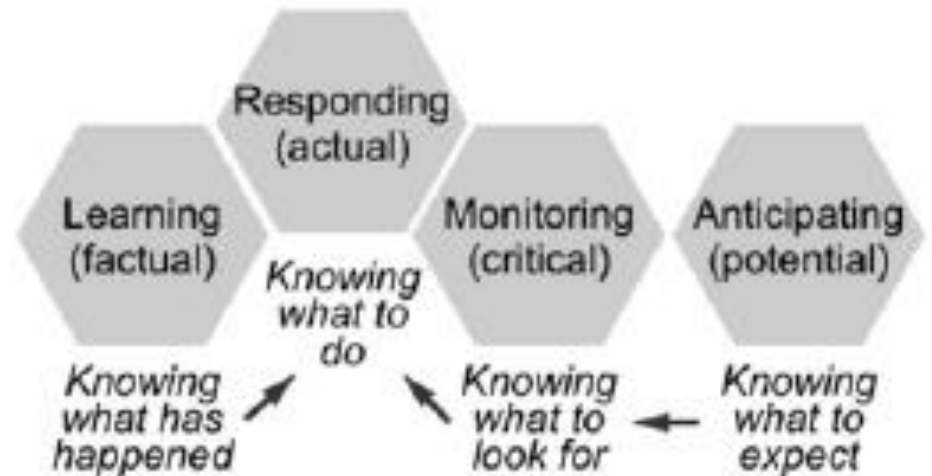 Responding
(actual)
Learning
(factual)
Monitoring
(critical)
Anticipating
(potential)
Knowing
what to
do
Knowing
what has
happened
Knowing
what to
look for
Knowing
what to
expect